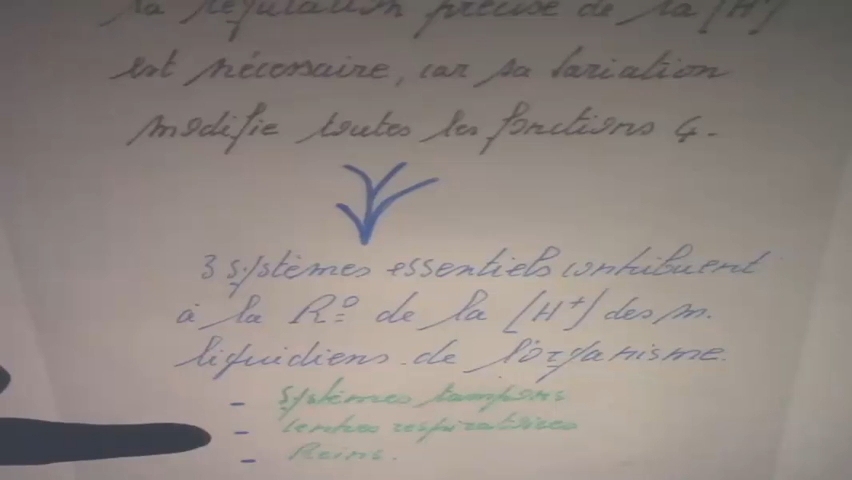 la régulation précise de la [H+]
est nécessaire, car sa variation
modifie toutes les fonctions
3 systèmes essentiels contribuent
à la R° de la [H+] des m.
liquidiens de l'organisme.
- Systèmes tampons
- Centres respiratoires
- Reins.